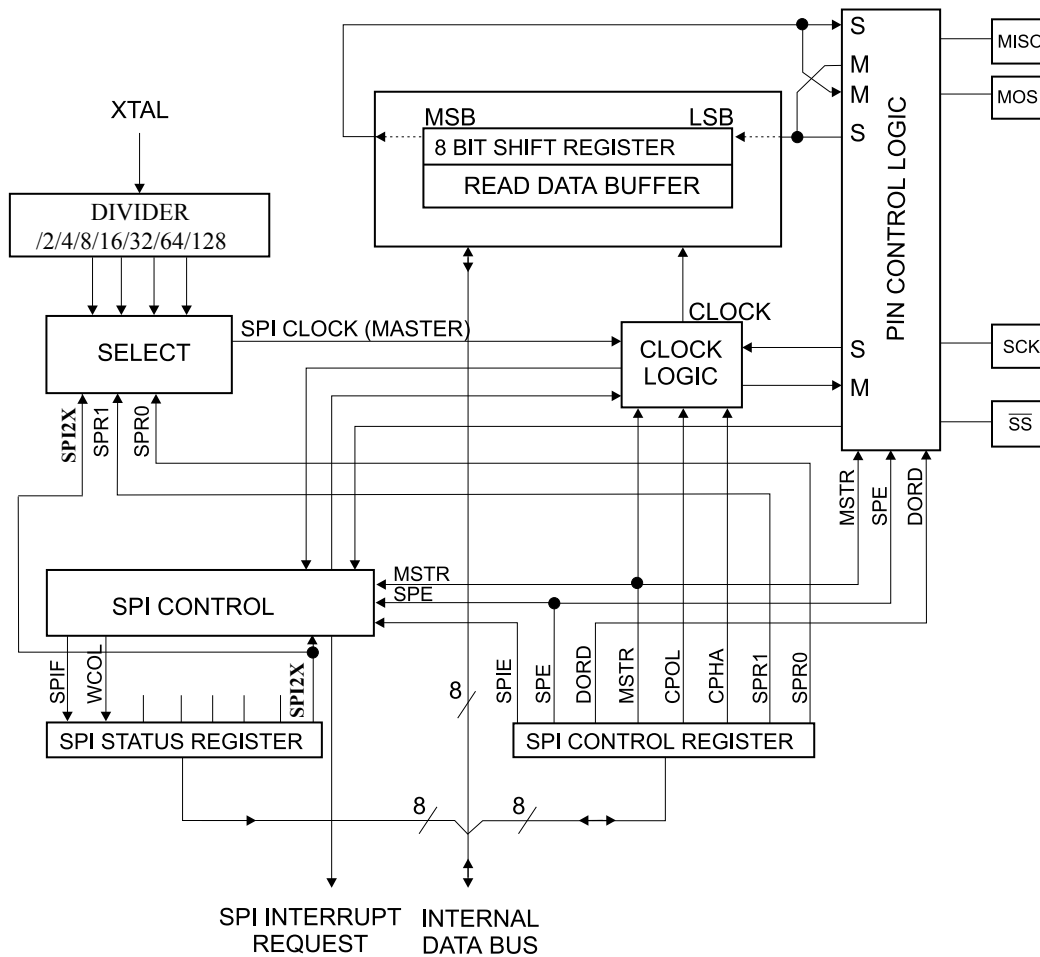 S
MISO
M
MSB
LSB
M
MOS
XTAL
8 BIT SHIFT REGISTER
S
READ DATA BUFFER
PIN CONTROL LOGIC
DIVIDER
/2/4/8/16/32/64/128
SPI CLOCK (MASTER)
CLOCK
SELECT
CLOCK
LOGIC
S
SCK
M
SPI2X
SPR1
SPR0
SS
MSTR
SPE
DORD
SPI CONTROL
MSTR
SPE
SPIF
WCOL
SPI2X
8
SPIE
SPE
DORD
MSTR
CPOL
CPHA
SPR1
SPR0
SPI STATUS REGISTER
SPI CONTROL REGISTER
8
8
SPI INTERRUPT
REQUEST
INTERNAL
DATA BUS